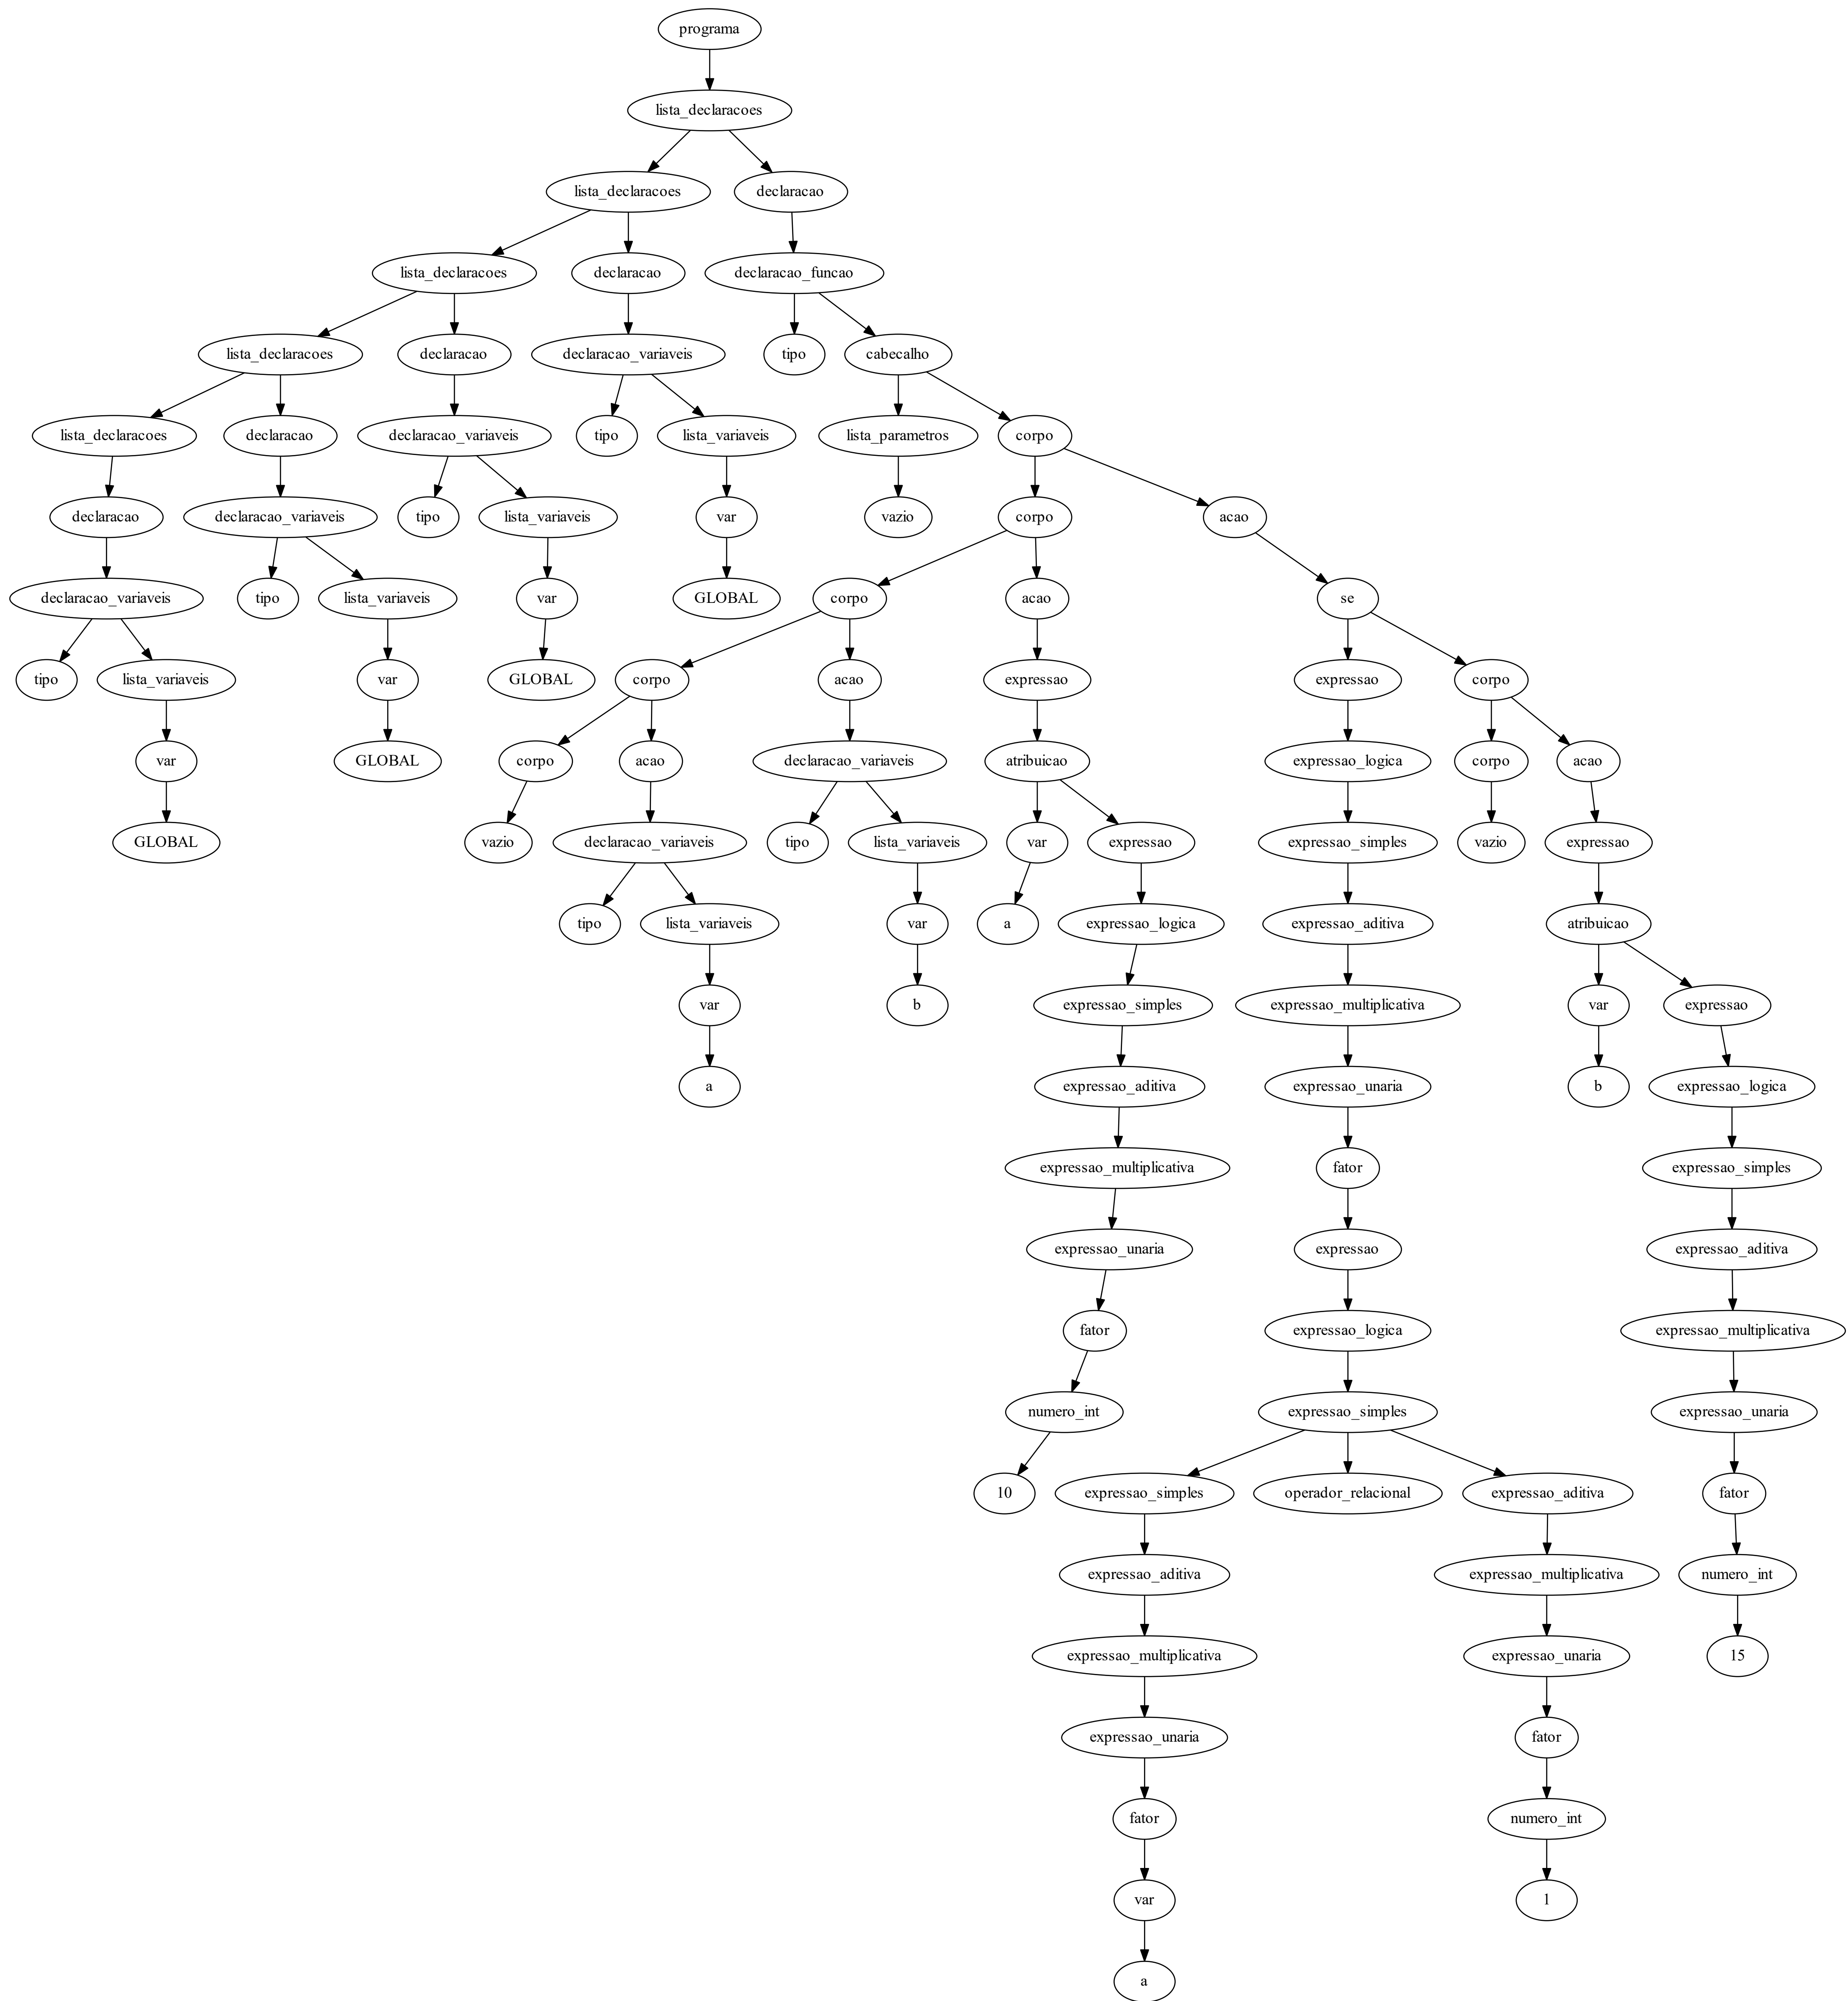 programa
lista_declaracoes
lista_declaracoes declaracao
lista_declaracoes declaracao declaracao_funcao
lista_declaracoes declaracao declaracao_variaveis tipo cabecalho
lista_declaracoes declaracao declaracao_variaveis tipo lista_variaveis lista_parametros corpo
declaracao declaracao_variaveis tipo lista_variaveis var vazio corpo acao
declaracao_variaveis tipo lista_variaveis var GLOBAL corpo acao se
tipo lista_variaveis var GLOBAL corpo acao expressao expressao corpo
var GLOBAL corpo acao declaracao_variaveis atribuicao expressao_logica corpo acao
GLOBAL vazio declaracao_variaveis tipo lista_variaveis var expressao expressao_simples vazio expressao
tipo lista_variaveis var a expressao_logica expressao_aditiva atribuicao
var b expressao_simples expressao_multiplicativa var expressao
a expressao_aditiva expressao_unaria b expressao_logica
expressao_multiplicativa fator expressao_simples
expressao_unaria expressao expressao_aditiva
fator expressao_logica expressao_multiplicativa
numero_int expressao_simples expressao_unaria
10 expressao_simples operador_relacional expressao_aditiva fator
expressao_aditiva expressao_multiplicativa numero_int
expressao_multiplicativa expressao_unaria 15
expressao_unaria fator
fator numero_int
var 1
a